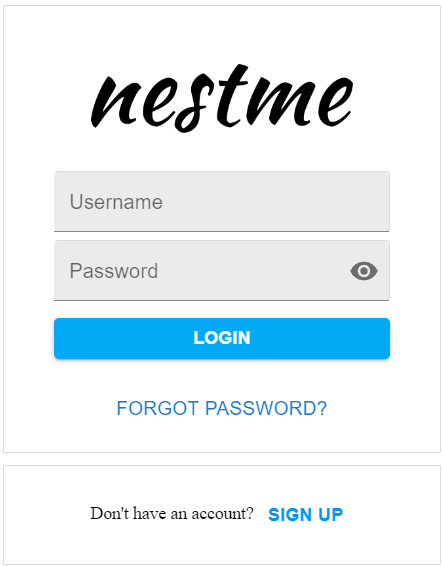 nestme
Username
Password
LOGIN
FORGOT PASSWORD?
Don't have an account? SIGN UP